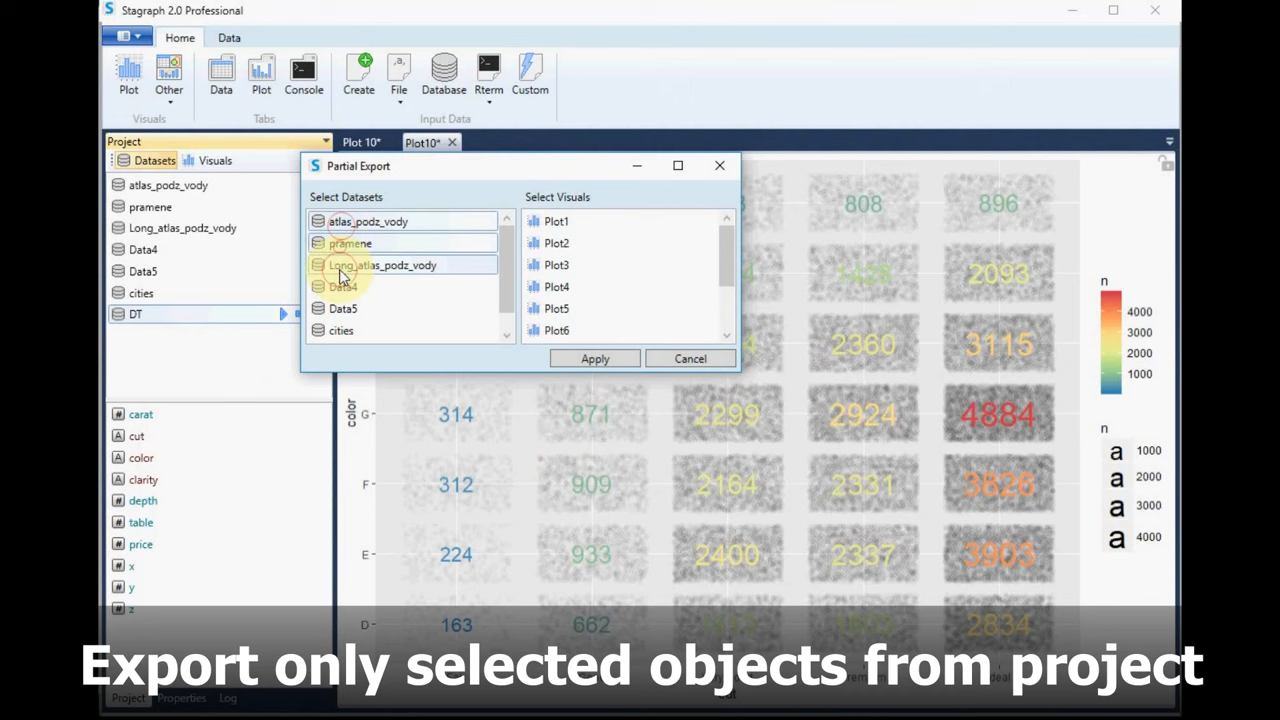 Stagraph 2.0 Professional
Home
Data
Plot
Other
Data
Plot
Console
Create
File
Database
Rterm
Custom
Visuals
Tabs
Input Data
Project
Plot 10*
Plot10*
Datasets
Visuals
atlas_podz_vody
pramene
Long_atlas_podz_vody
Data4
Data5
cities
DT
Partial Export
Select Datasets
Select Visuals
atlas_podz_vody
pramene
Long_atlas_podz_vody
Data4
Data5
cities
Plot1
Plot2
Plot3
Plot4
Plot5
Plot6
Apply
Cancel
carat
cut
color
clarity
depth
table
price
x
y
z
808
896
1428
2093
2360
3115
G
314
871
2299
2924
4884
F
312
909
2164
2331
3826
E
224
933
2400
2337
3903
D
163
662
2834
color
n
4000
3000
2000
1000
n
a 1000
a 2000
a 3000
a 4000
Export only selected objects from project
Project
Properties
Log